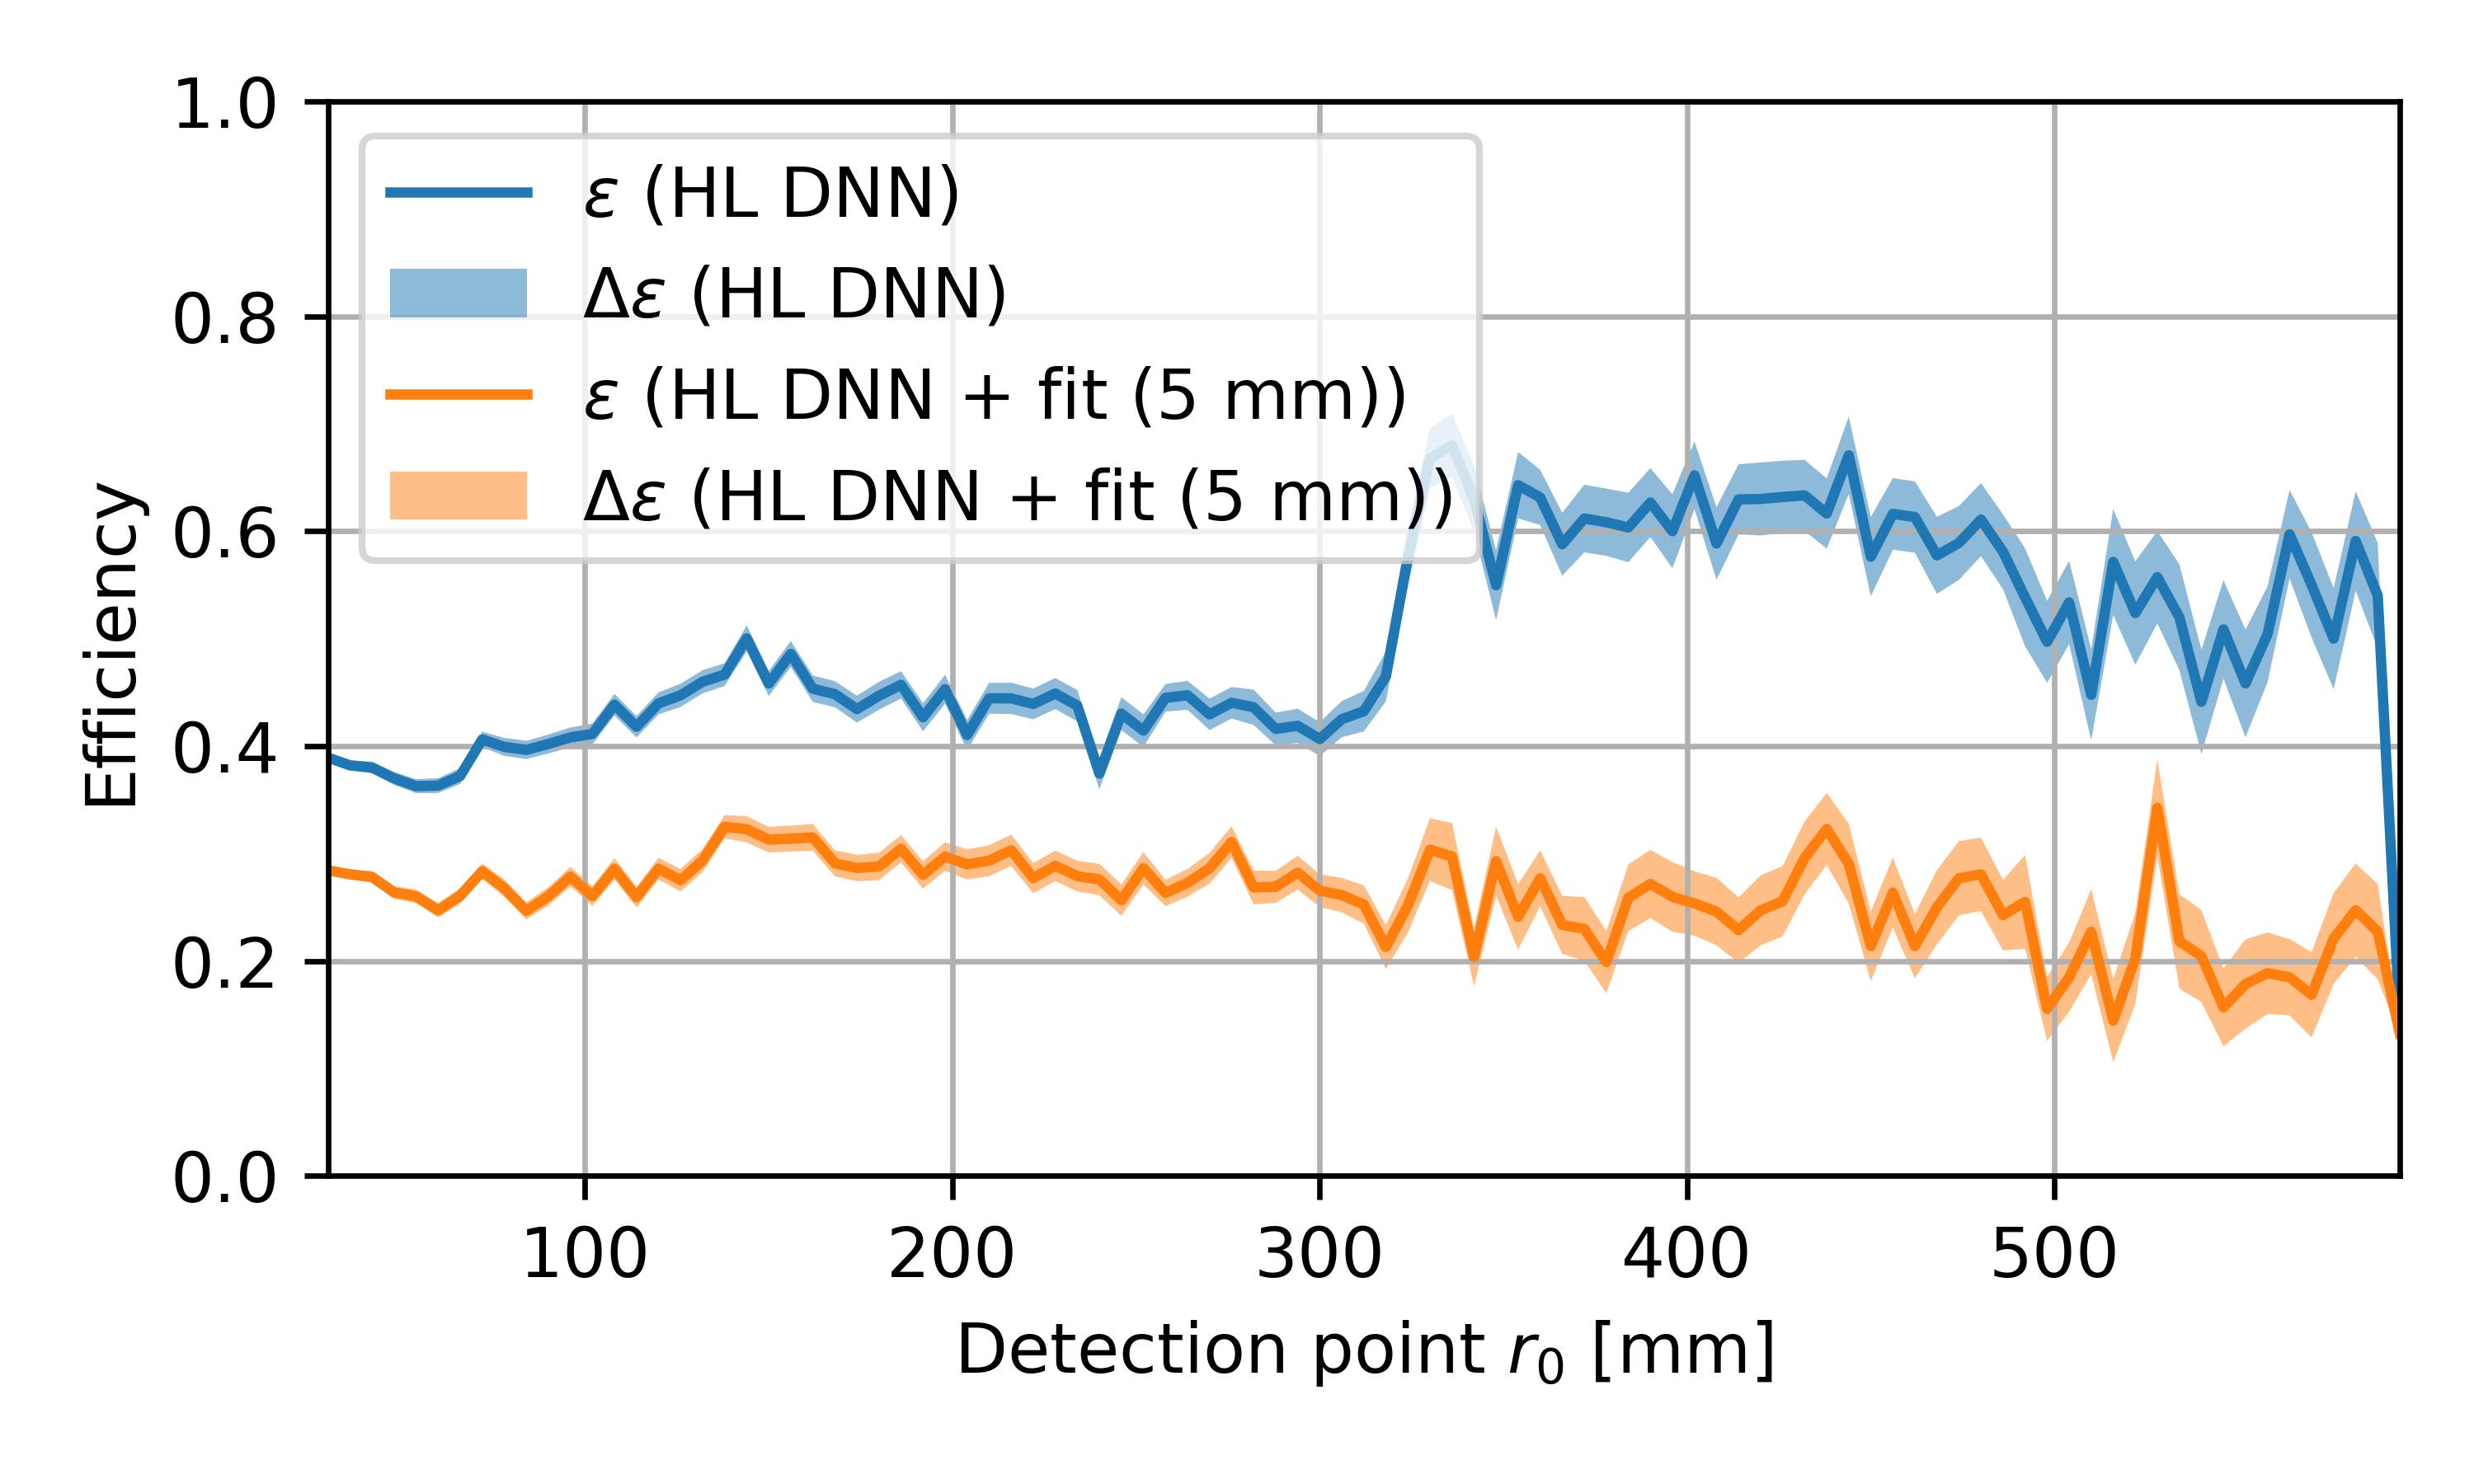 1.0
0.8
0.6
0.4
0.2
0.0
Efficiency
ε (HL DNN)
Δε (HL DNN)
ε (HL DNN + fit (5 mm))
Δε (HL DNN + fit (5 mm))
100 200 300 400 500
Detection point r₀ [mm]